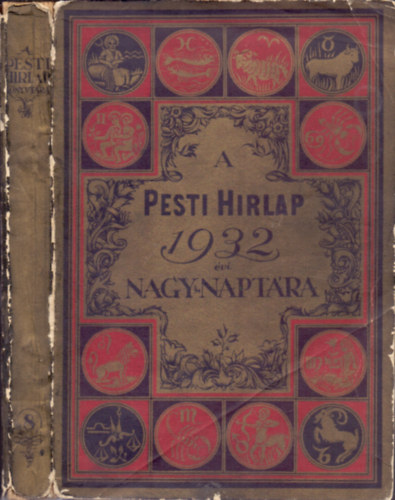 A
PESTI HIRLAP
1932
évi
NAGY-NAPTÁRA
A
PESTI
HIRLAP